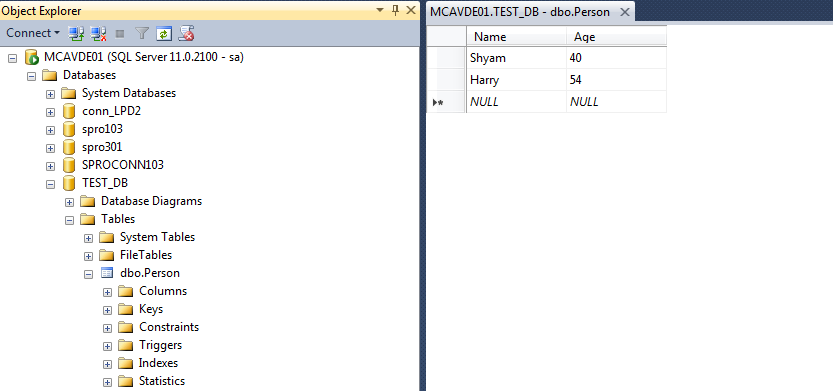 Object Explorer
Connect
MCAVDE01 (SQL Server 11.0.2100 - sa)
Databases
System Databases
conn_LPD2
spro103
spro301
SPROCONN103
TEST_DB
Database Diagrams
Tables
System Tables
FileTables
dbo.Person
Columns
Keys
Constraints
Triggers
Indexes
Statistics
MCAVDE01.TEST_DB - dbo.Person
Name Age
Shyam 40
Harry 54
NULL NULL